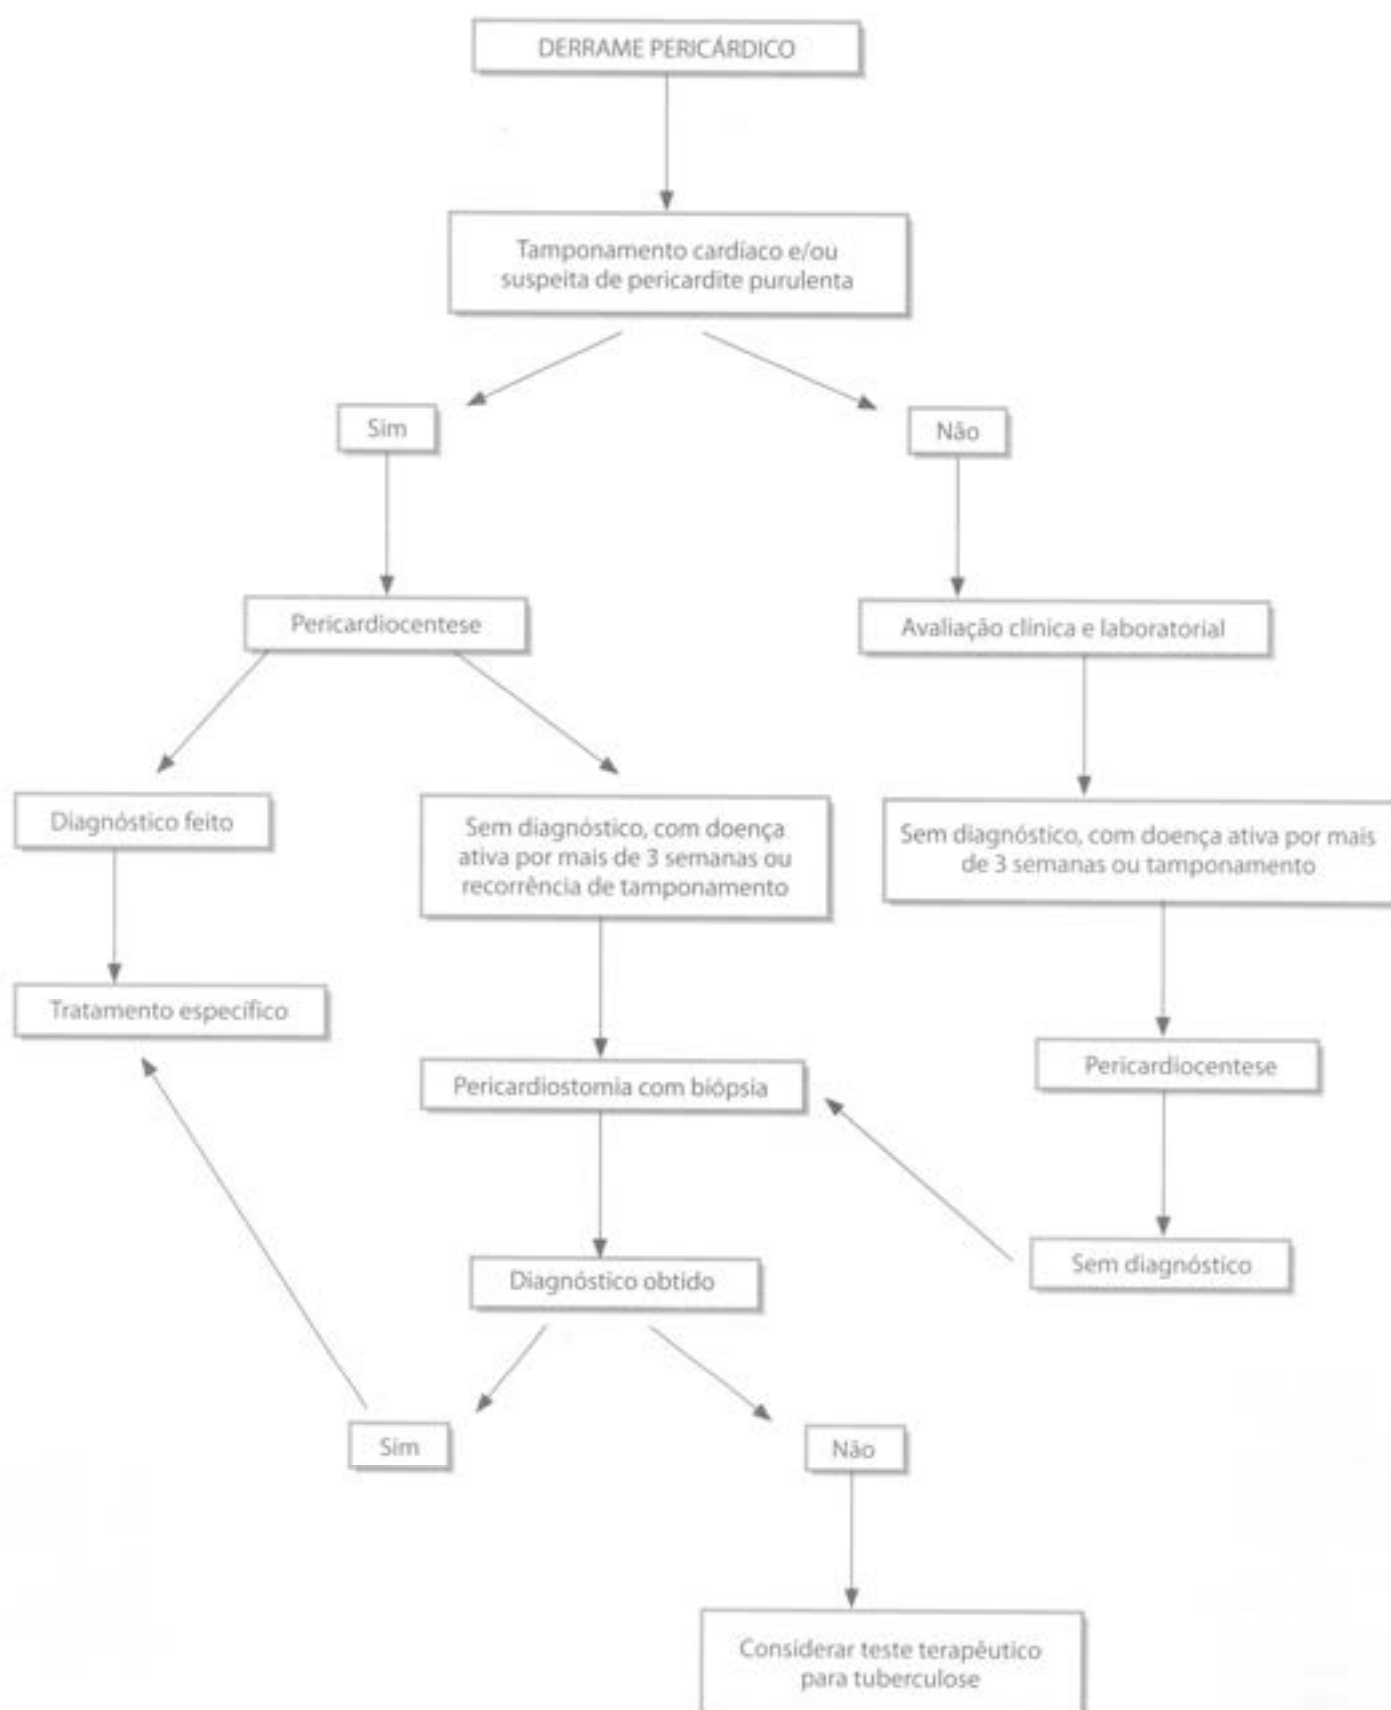 DERRAME PERICÁRDICO
Tamponamento cardíaco e/ou
suspeita de pericardite purulenta
Sim
Não
Pericardiocentese
Avaliação clínica e laboratorial
Diagnóstico feito
Sem diagnóstico, com doença
ativa por mais de 3 semanas ou
recorrência de tamponamento
Sem diagnóstico, com doença ativa por mais
de 3 semanas ou tamponamento
Tratamento específico
Pericardiostomia com biópsia
Pericardiocentese
Diagnóstico obtido
Sem diagnóstico
Sim
Não
Considerar teste terapêutico
para tuberculose